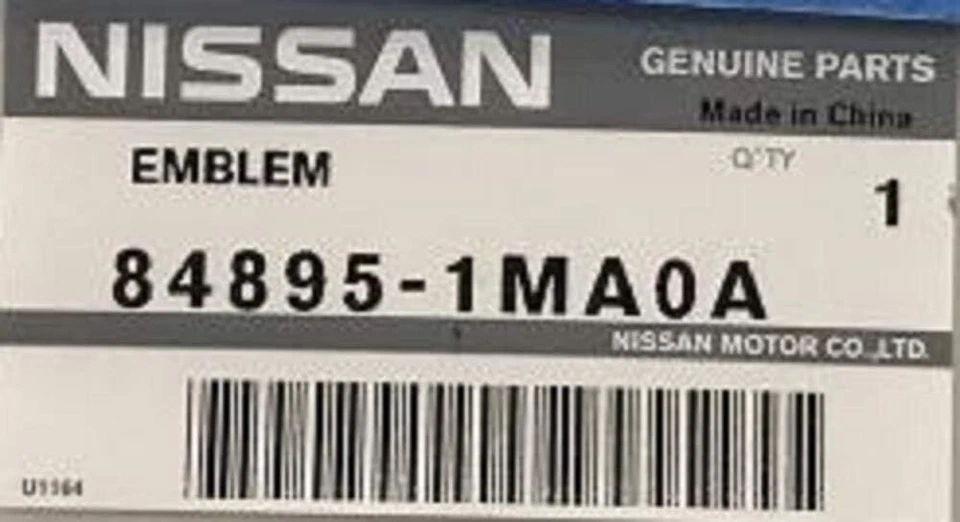 NISSAN
GENUINE PARTS
Made in China
EMBLEM
Q'TY
1
84895-1MA0A
NISSAN MOTOR CO.,LTD.
U1164